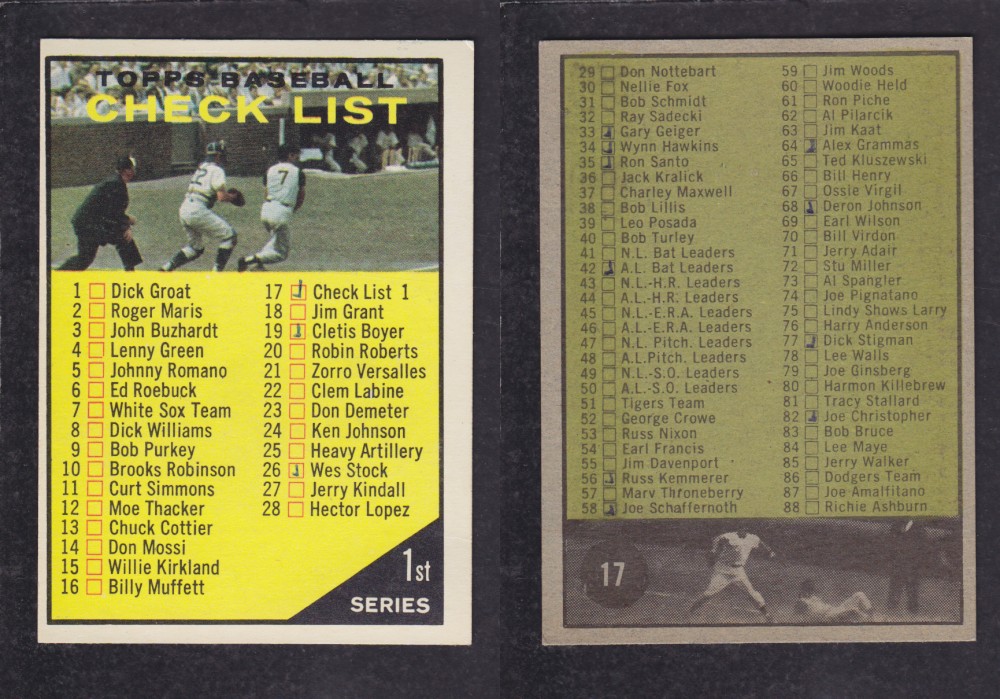 TOPPS BASEBALL
CHECK LIST
2
7
1 Dick Groat
2 Roger Maris
3 John Buzhardt
4 Lenny Green
5 Johnny Romano
6 Ed Roebuck
7 White Sox Team
8 Dick Williams
9 Bob Purkey
10 Brooks Robinson
11 Curt Simmons
12 Moe Thacker
13 Chuck Cottier
14 Don Mossi
15 Willie Kirkland
16 Billy Muffett
17 Check List 1
18 Jim Grant
19 Cletis Boyer
20 Robin Roberts
21 Zorro Versalles
22 Clem Labine
23 Don Demeter
24 Ken Johnson
25 Heavy Artillery
26 Wes Stock
27 Jerry Kindall
28 Hector Lopez
1st
SERIES
29 Don Nottebart
30 Nellie Fox
31 Bob Schmidt
32 Ray Sadecki
33 Gary Geiger
34 Wynn Hawkins
35 Ron Santo
36 Jack Kralick
37 Charley Maxwell
38 Bob Lillis
39 Leo Posada
40 Bob Turley
41 N.L. Bat Leaders
42 A.L. Bat Leaders
43 N.L.-H.R. Leaders
44 A.L.-H.R. Leaders
45 N.L.-E.R.A. Leaders
46 A.L.-E.R.A. Leaders
47 N.L. Pitch. Leaders
48 A.L.Pitch. Leaders
49 N.L.-S.O. Leaders
50 A.L.-S.O. Leaders
51 Tigers Team
52 George Crowe
53 Russ Nixon
54 Earl Francis
55 Jim Davenport
56 Russ Kemmerer
57 Marv Throneberry
58 Joe Schaffernoth
59 Jim Woods
60 Woodie Held
61 Ron Piche
62 Al Pilarcik
63 Jim Kaat
64 Alex Grammas
65 Ted Kluszewski
66 Bill Henry
67 Ossie Virgil
68 Deron Johnson
69 Earl Wilson
70 Bill Virdon
71 Jerry Adair
72 Stu Miller
73 Al Spangler
74 Joe Pignatano
75 Lindy Shows Larry
76 Harry Anderson
77 Dick Stigman
78 Lee Walls
79 Joe Ginsberg
80 Harmon Killebrew
81 Tracy Stallard
82 Joe Christopher
83 Bob Bruce
84 Lee Maye
85 Jerry Walker
86 Dodgers Team
87 Joe Amalfitano
88 Richie Ashburn
17